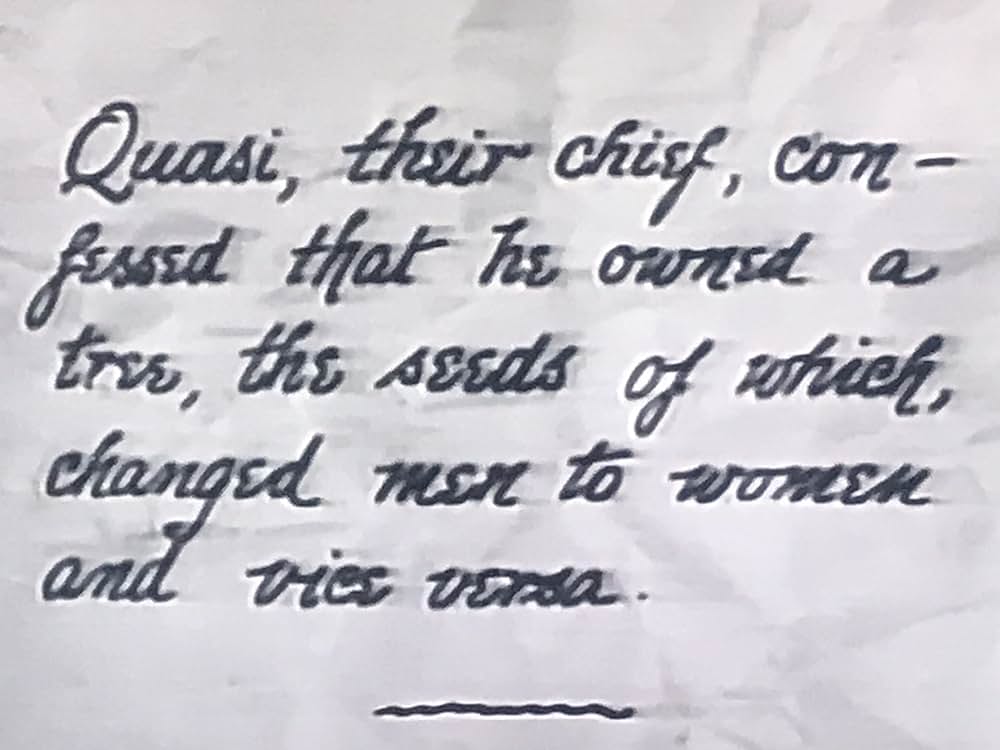 Quasi, their chief, con-
fessed that he owned a
tree, the seeds of which,
changed men to women
and vice versa.